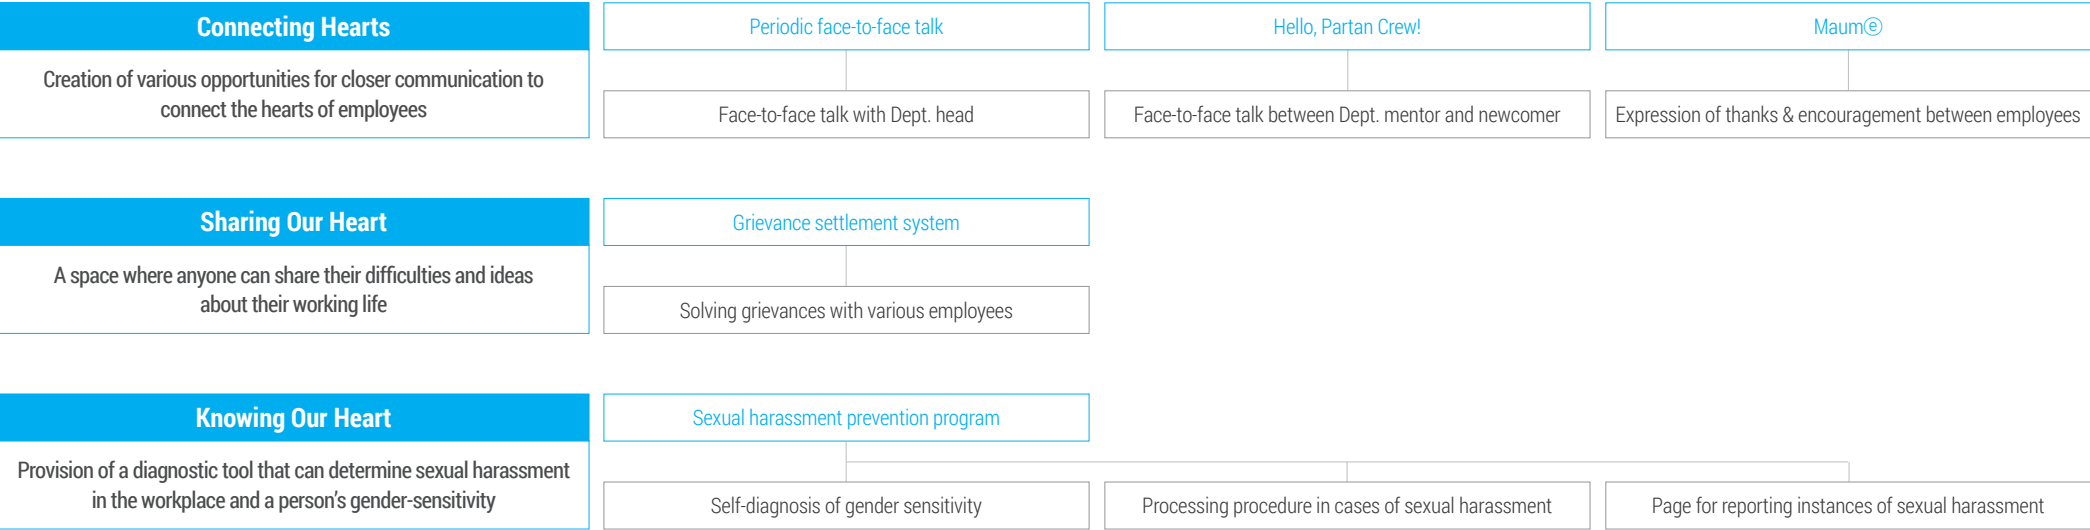 Connecting Hearts
Creation of various opportunities for closer communication to
connect the hearts of employees
Periodic face-to-face talk
Face-to-face talk with Dept. head
Hello, Partan Crew!
Face-to-face talk between Dept. mentor and newcomer
Maumⓔ
Expression of thanks & encouragement between employees
Sharing Our Heart
A space where anyone can share their difficulties and ideas
about their working life
Grievance settlement system
Solving grievances with various employees
Knowing Our Heart
Provision of a diagnostic tool that can determine sexual harassment
in the workplace and a person’s gender-sensitivity
Sexual harassment prevention program
Self-diagnosis of gender sensitivity
Processing procedure in cases of sexual harassment
Page for reporting instances of sexual harassment